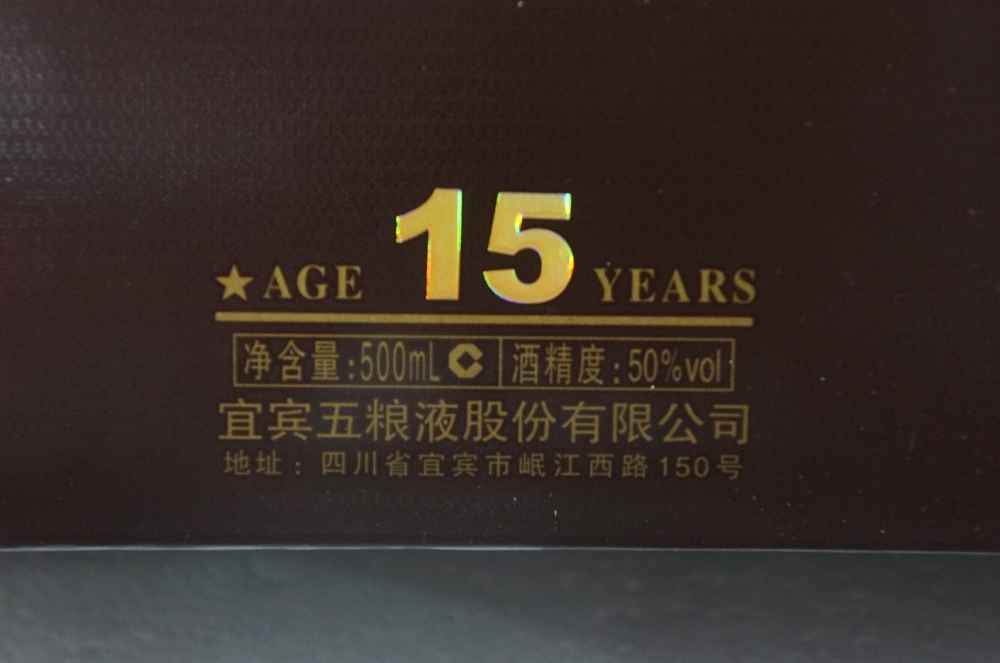 ★AGE 15 YEARS
净含量:500mL 酒精度:50%vol
宜宾五粮液股份有限公司
地址:四川省宜宾市岷江西路150号